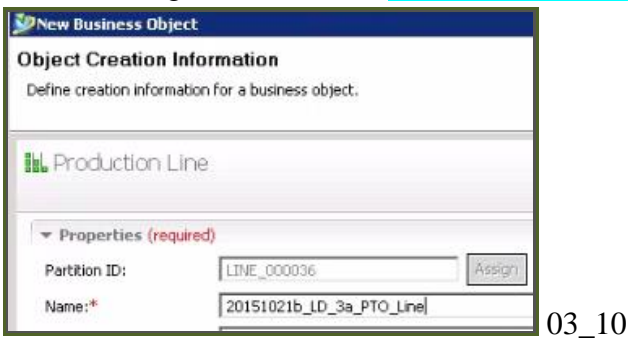 New Business Object
Object Creation Information
Define creation information for a business object.
Production Line
Properties (required)
Partition ID: LINE_000036 Assign
Name:* 20151021b_LD_3a_PTO_Line
03_10